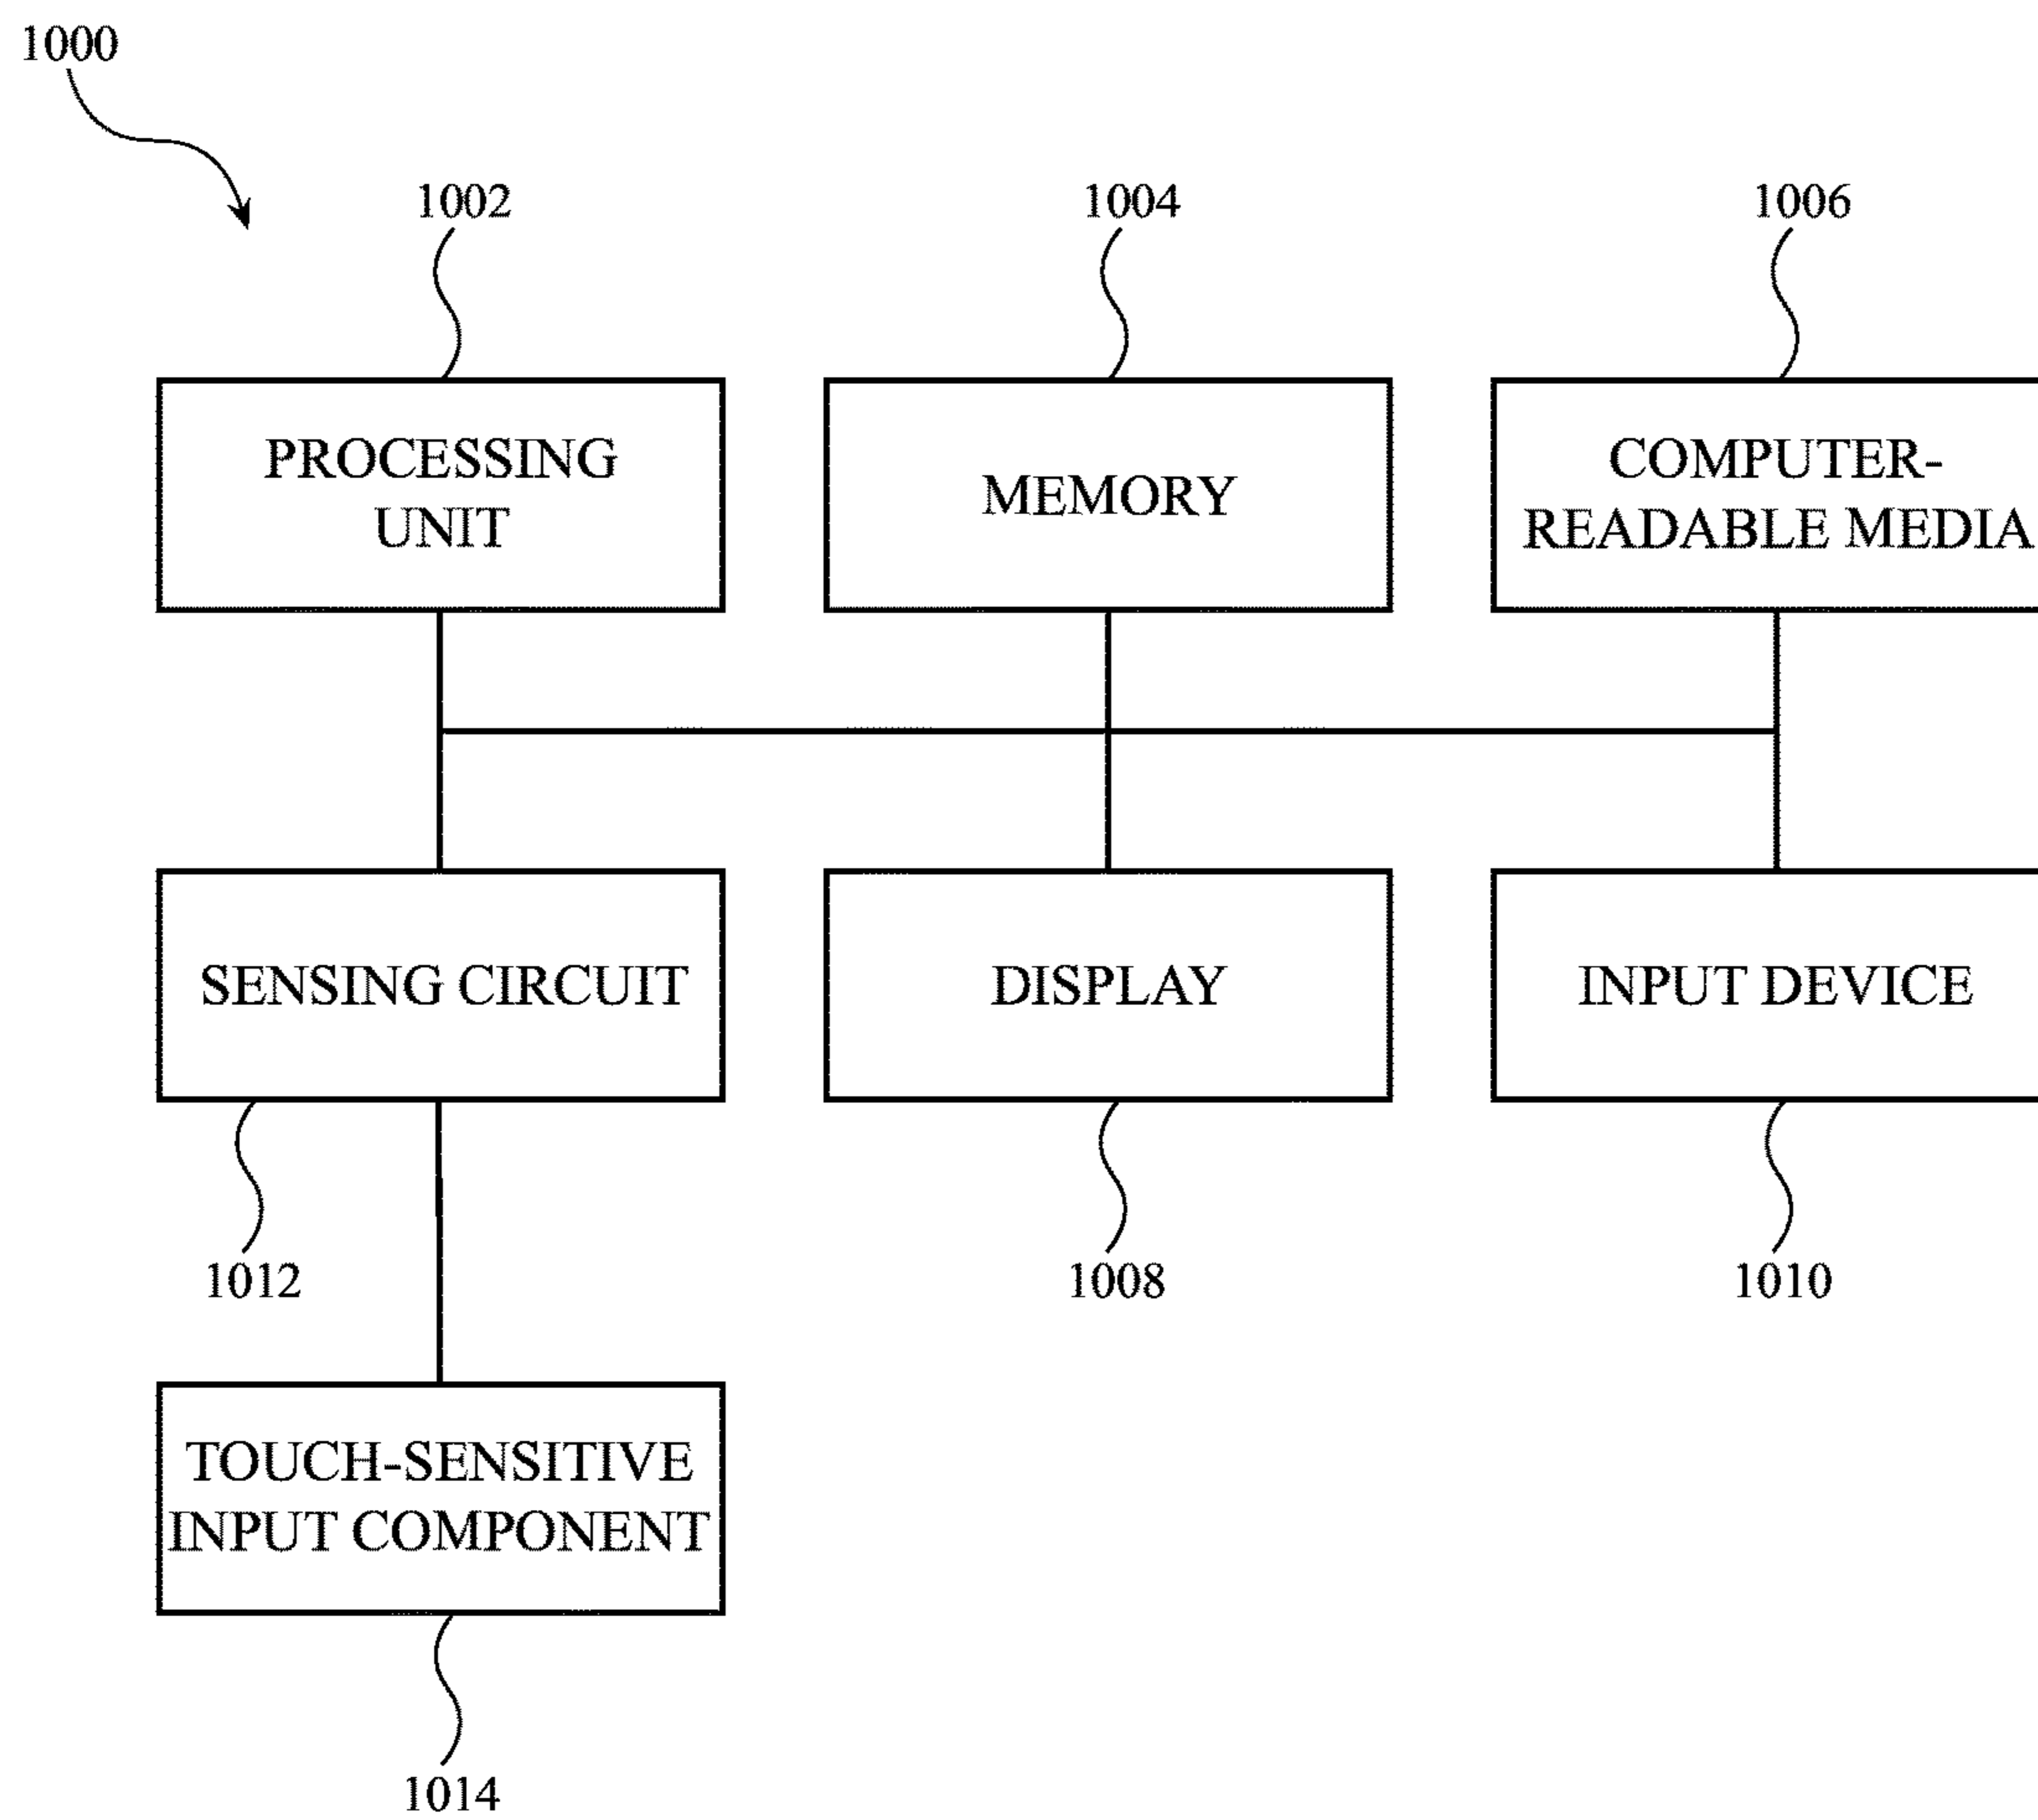 1000
1002
1004
1006
PROCESSING
UNIT
MEMORY
COMPUTER-
READABLE MEDIA
SENSING CIRCUIT
DISPLAY
INPUT DEVICE
1012
1008
1010
TOUCH-SENSITIVE
INPUT COMPONENT
1014